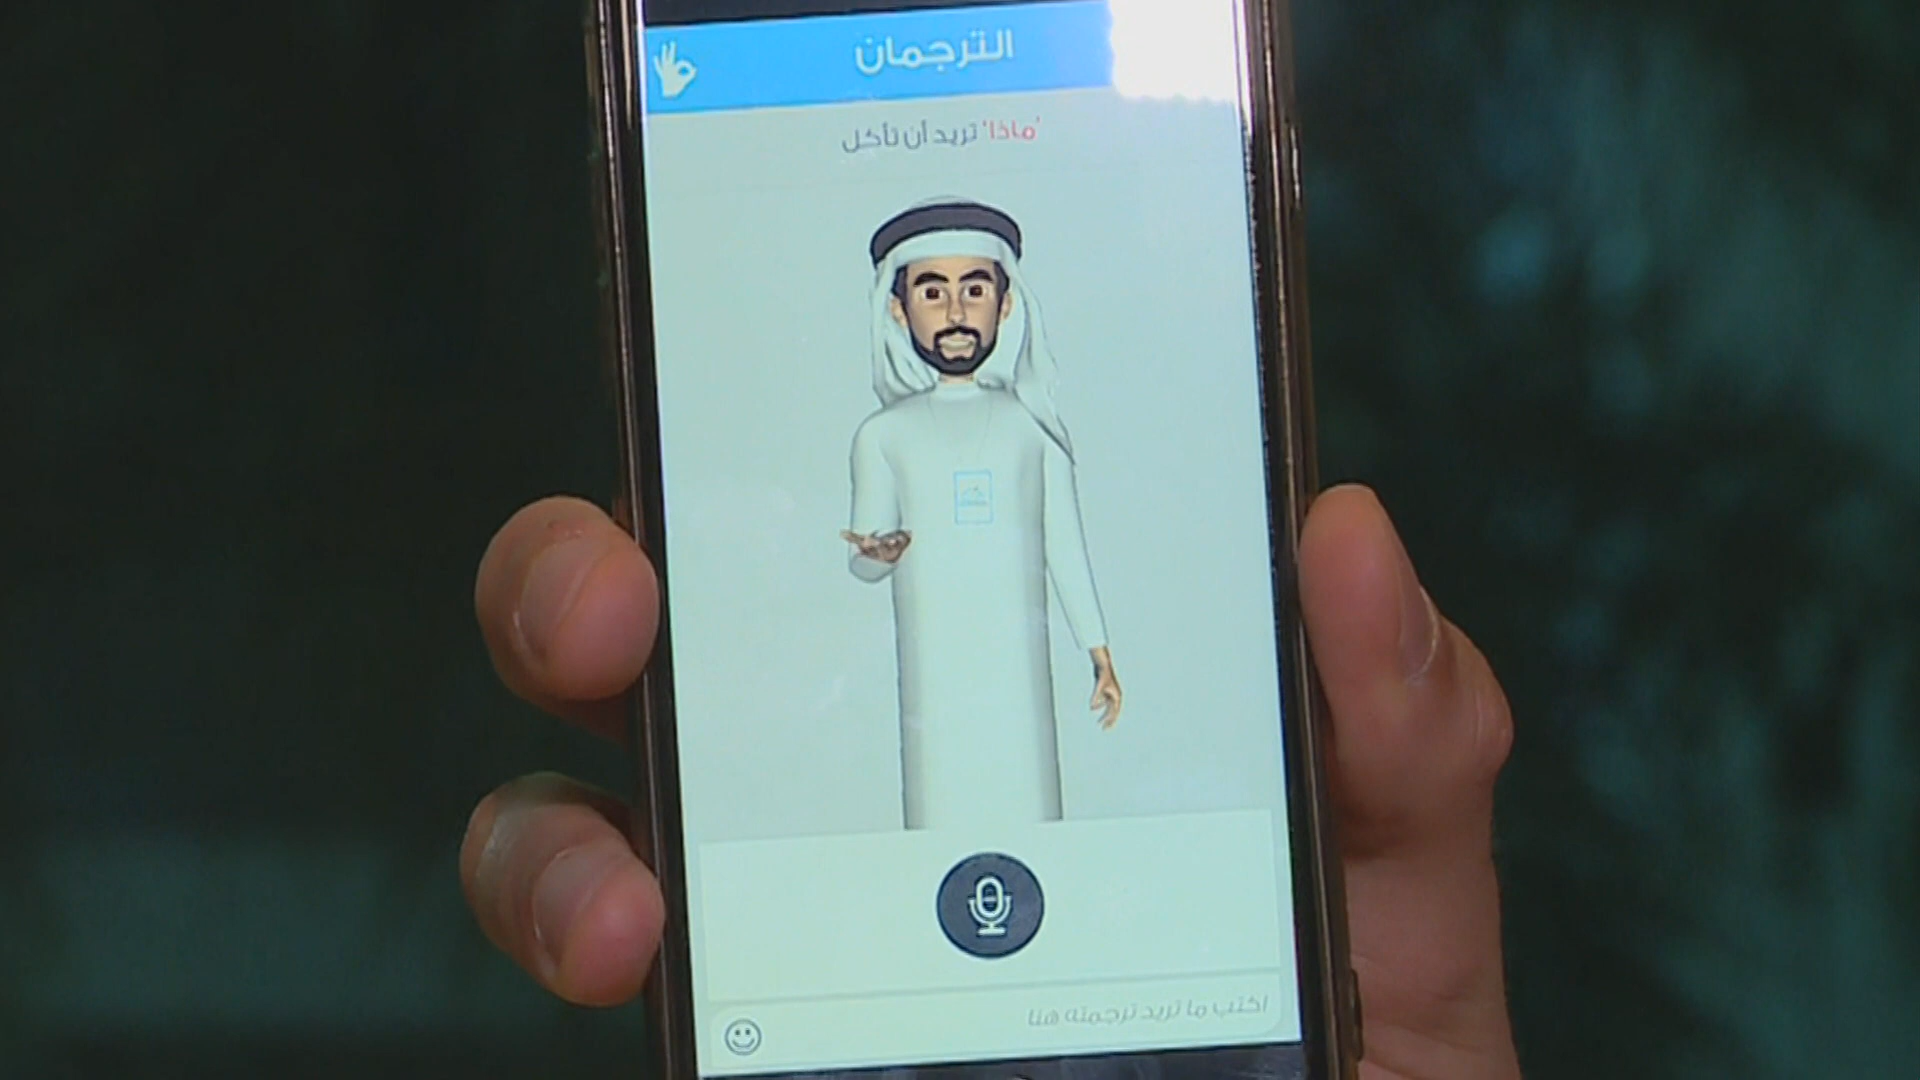 الترجمان
'ماذا' تريد أن تأكل
اكتب ما تريد ترجمته هنا